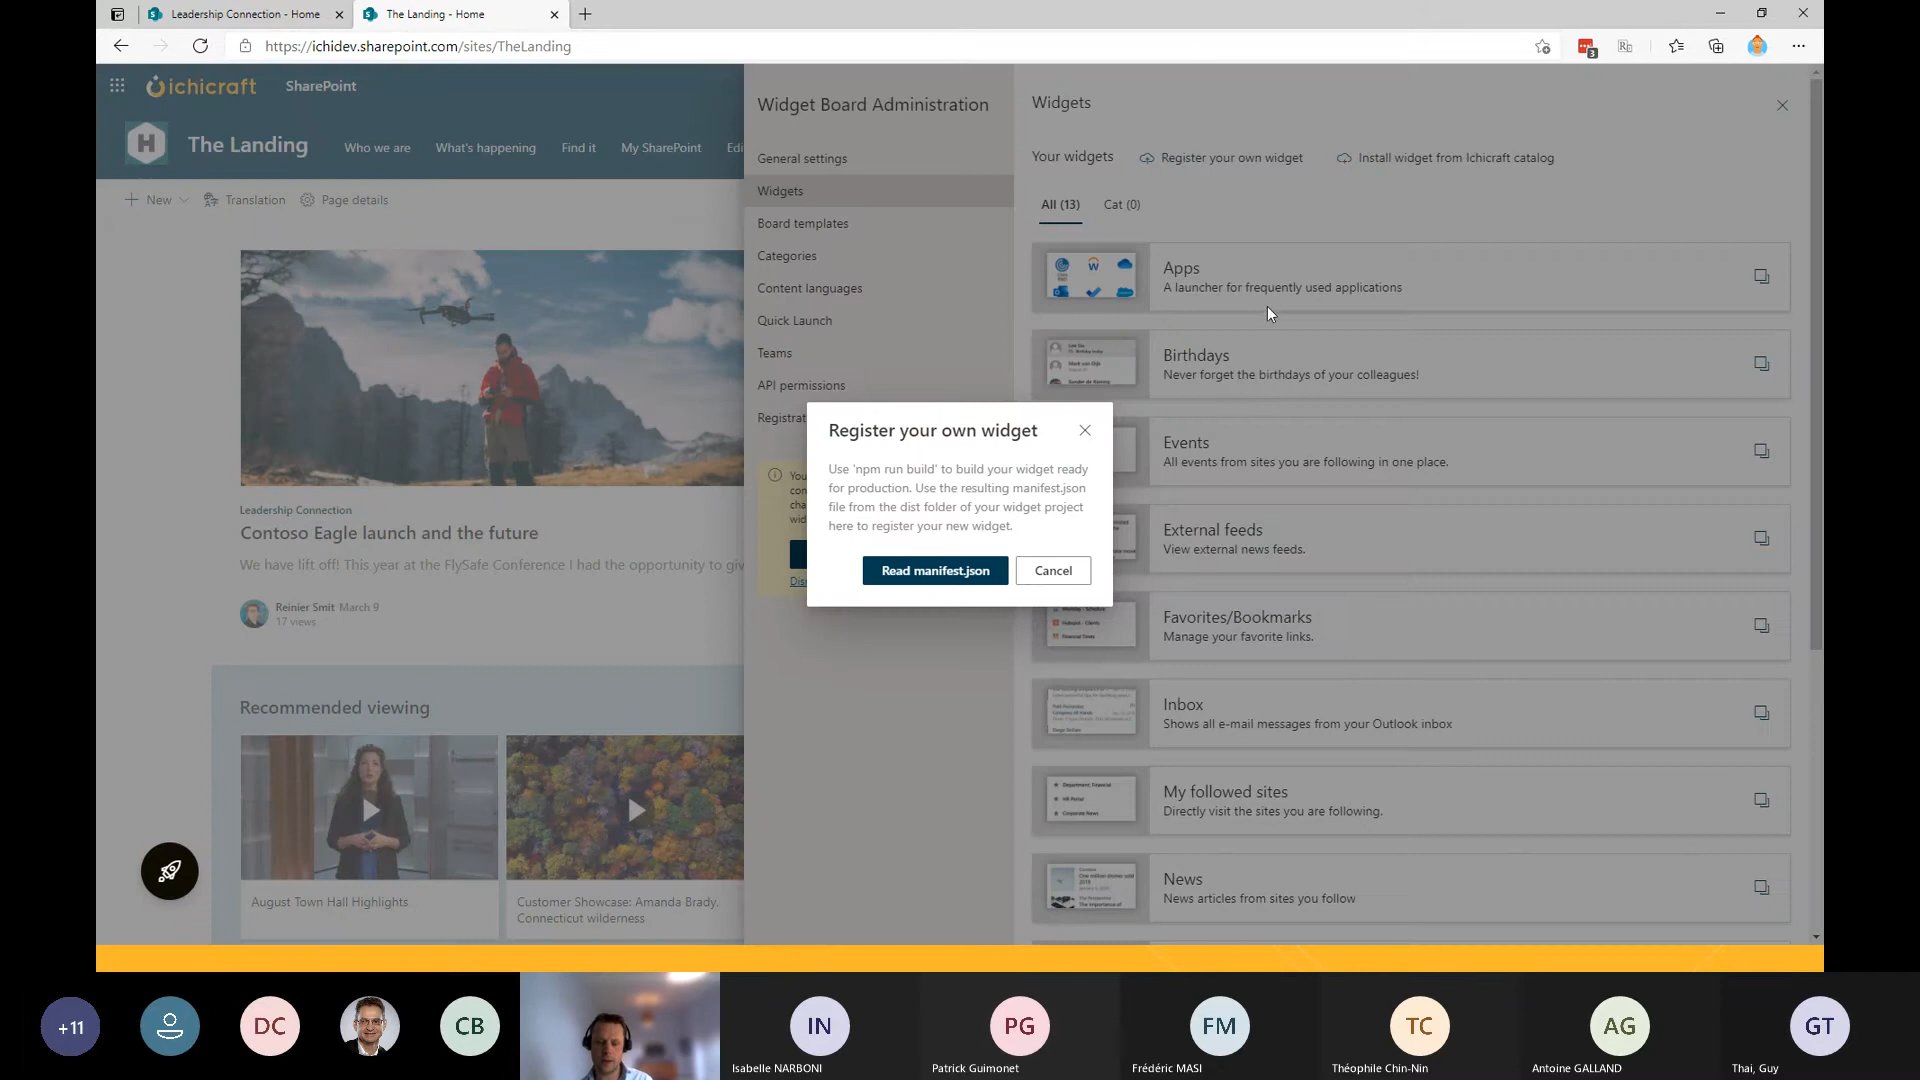 Leadership Connection - Home
The Landing - Home
https://ichidev.sharepoint.com/sites/TheLanding
3
ichicraft
SharePoint
H
The Landing
Who we are
What's happening
Find it
My SharePoint
Edi
New
Translation
Page details
Leadership Connection
Contoso Eagle launch and the future
We have lift off! This year at the FlySafe Conference I had the opportunity to giv
Reinier Smit March 9
17 views
Recommended viewing
August Town Hall Highlights
Customer Showcase: Amanda Brady,
Connecticut wilderness
Widget Board Administration
General settings
Widgets
Board templates
Categories
Content languages
Quick Launch
Teams
API permissions
Registrat
You
con
cha
wid
Dis
Register your own widget
Use 'npm run build' to build your widget ready
for production. Use the resulting manifest.json
file from the dist folder of your widget project
here to register your new widget.
Read manifest.json
Cancel
Widgets
Your widgets
Register your own widget
Install widget from Ichicraft catalog
All (13)
Cat (0)
Apps
A launcher for frequently used applications
Birthdays
Never forget the birthdays of your colleagues!
Events
All events from sites you are following in one place.
External feeds
View external news feeds.
Favorites/Bookmarks
Manage your favorite links.
Inbox
Shows all e-mail messages from your Outlook inbox
My followed sites
Directly visit the sites you are following.
News
News articles from sites you follow
+11
DC
CB
IN
Isabelle NARBONI
PG
Patrick Guimonet
FM
Frédéric MASI
TC
Théophile Chin-Nin
AG
Antoine GALLAND
GT
Thai, Guy